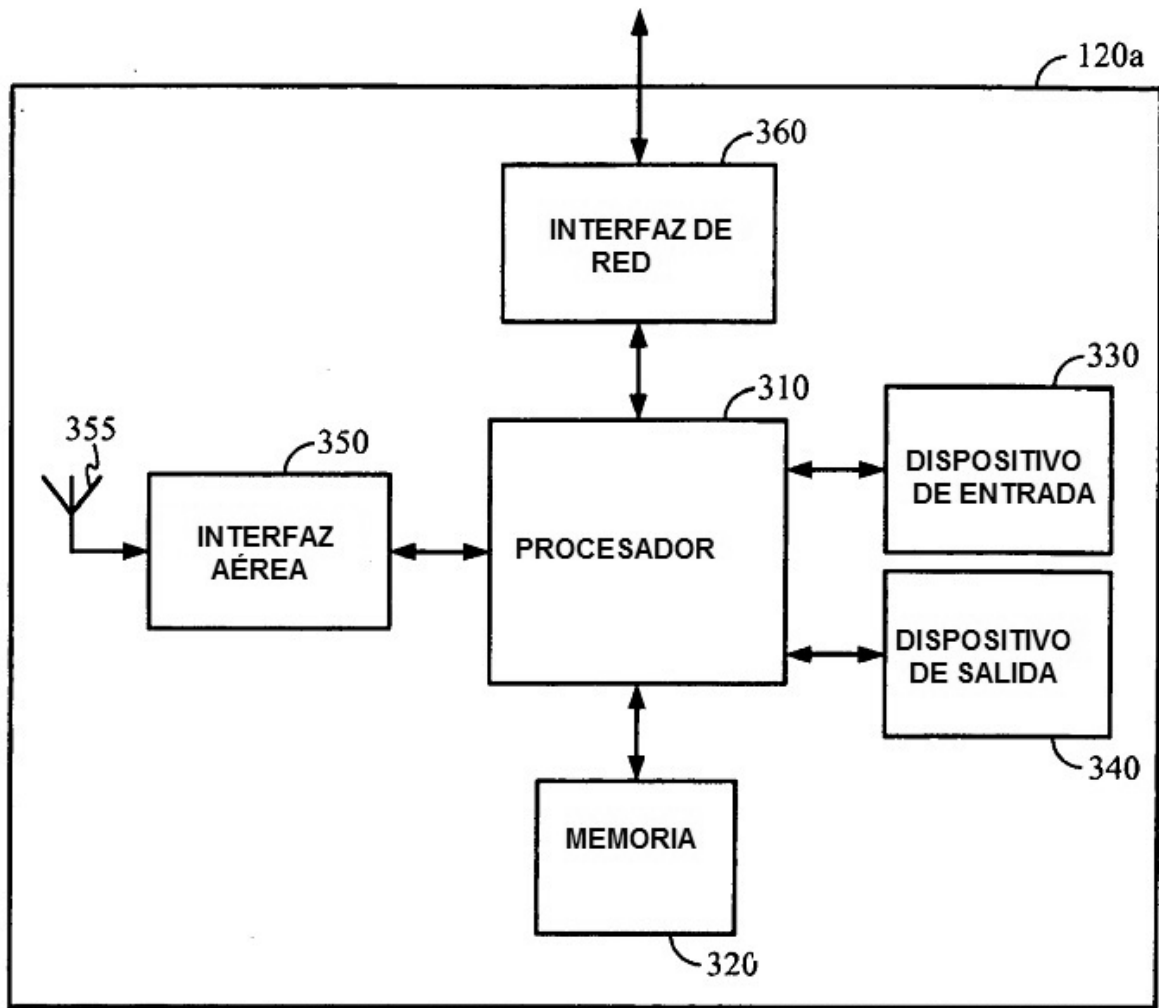 120a
360
INTERFAZ DE
RED
310
330
355
350
DISPOSITIVO
DE ENTRADA
INTERFAZ
AÉREA
PROCESADOR
DISPOSITIVO
DE SALIDA
340
MEMORIA
320